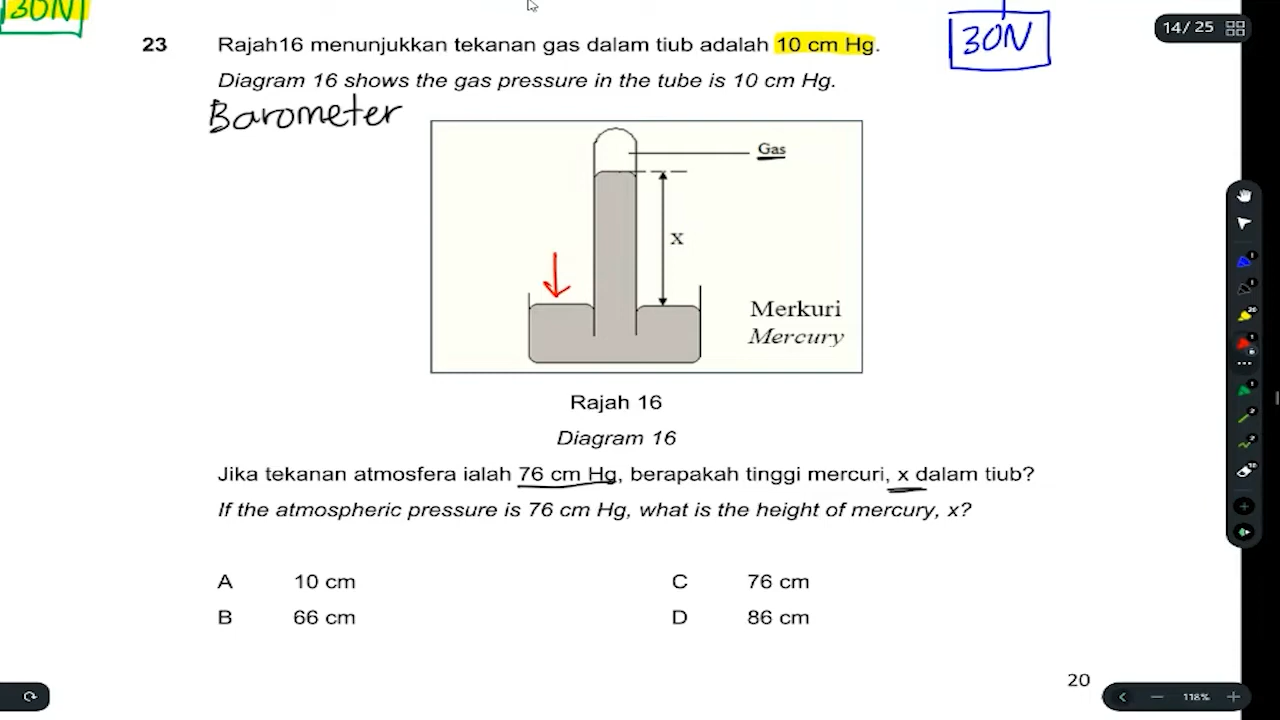 30N
30N
14/ 25
23 Rajah16 menunjukkan tekanan gas dalam tiub adalah 10 cm Hg.
Diagram 16 shows the gas pressure in the tube is 10 cm Hg.
Barometer
Gas
x
Merkuri
Mercury
Rajah 16
Diagram 16
Jika tekanan atmosfera ialah 76 cm Hg, berapakah tinggi mercuri, x dalam tiub?
If the atmospheric pressure is 76 cm Hg, what is the height of mercury, x?
A 10 cm C 76 cm
B 66 cm D 86 cm
20
118%